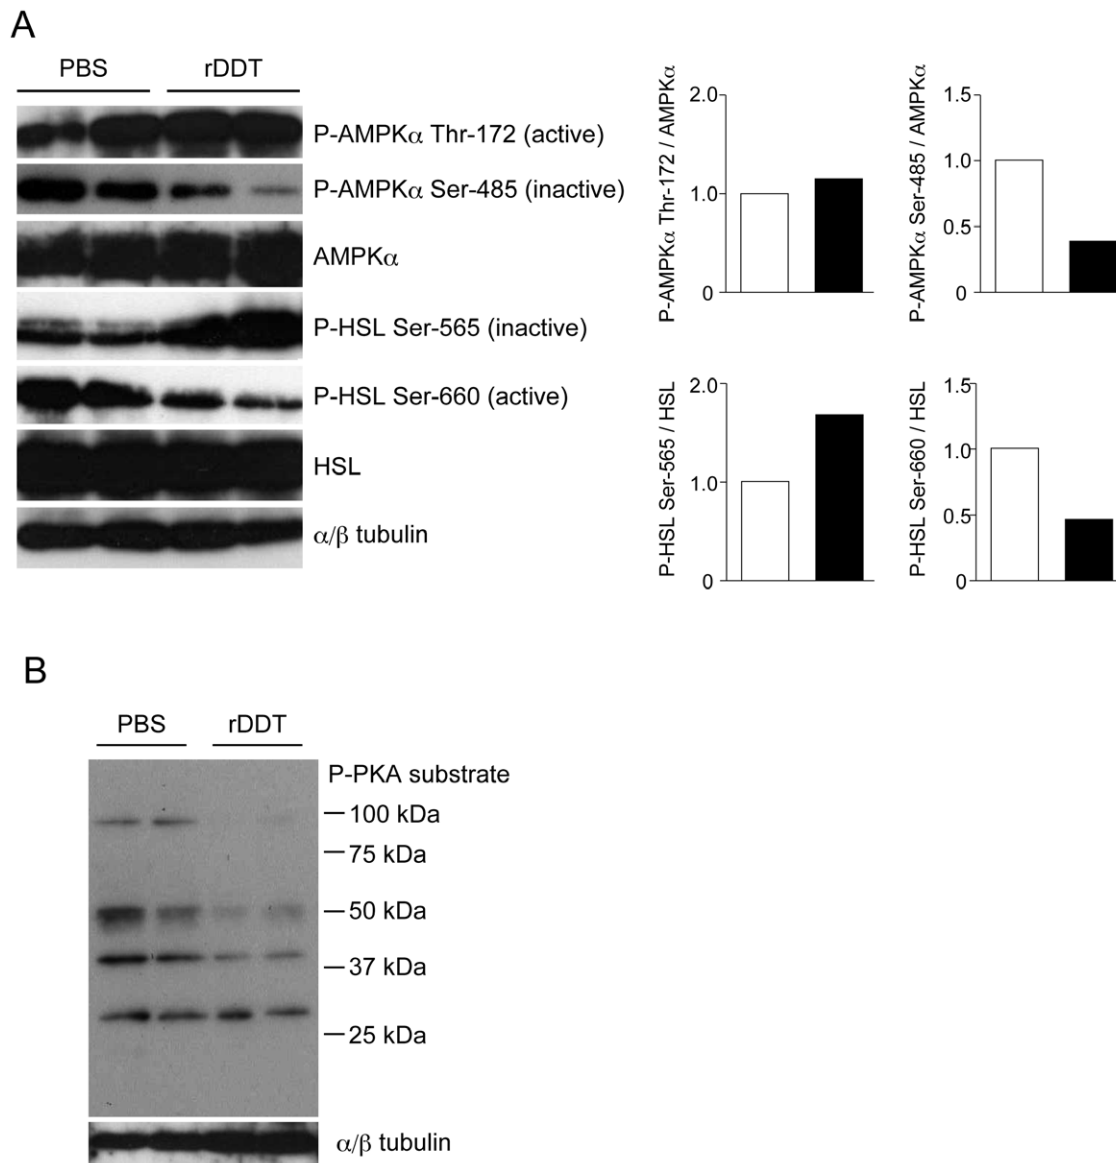 A
PBS rDDT
P-AMPKα Thr-172 (active)
P-AMPKα Ser-485 (inactive)
AMPKα
P-HSL Ser-565 (inactive)
P-HSL Ser-660 (active)
HSL
α/β tubulin
P-AMPKα Thr-172 / AMPKα
2.0
1.0
0
P-AMPKα Ser-485 / AMPKα
1.5
1.0
0.5
0
P-HSL Ser-565 / HSL
2.0
1.0
0
P-HSL Ser-660 / HSL
1.5
1.0
0.5
0
B
PBS rDDT
P-PKA substrate
100 kDa
75 kDa
50 kDa
37 kDa
25 kDa
α/β tubulin